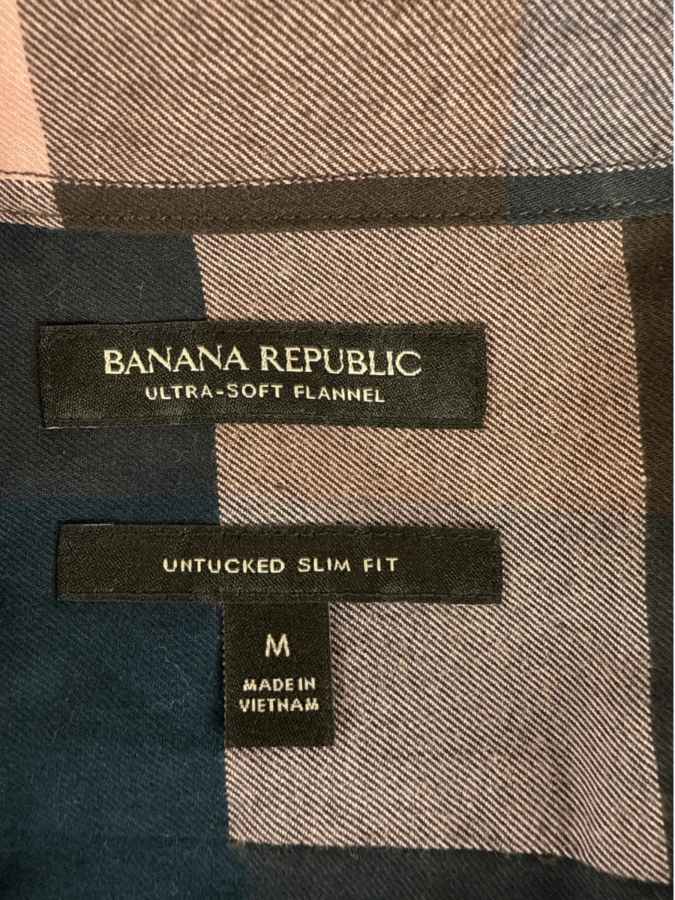 BANANA REPUBLIC
ULTRA-SOFT FLANNEL
UNTUCKED SLIM FIT
M
MADE IN
VIETNAM